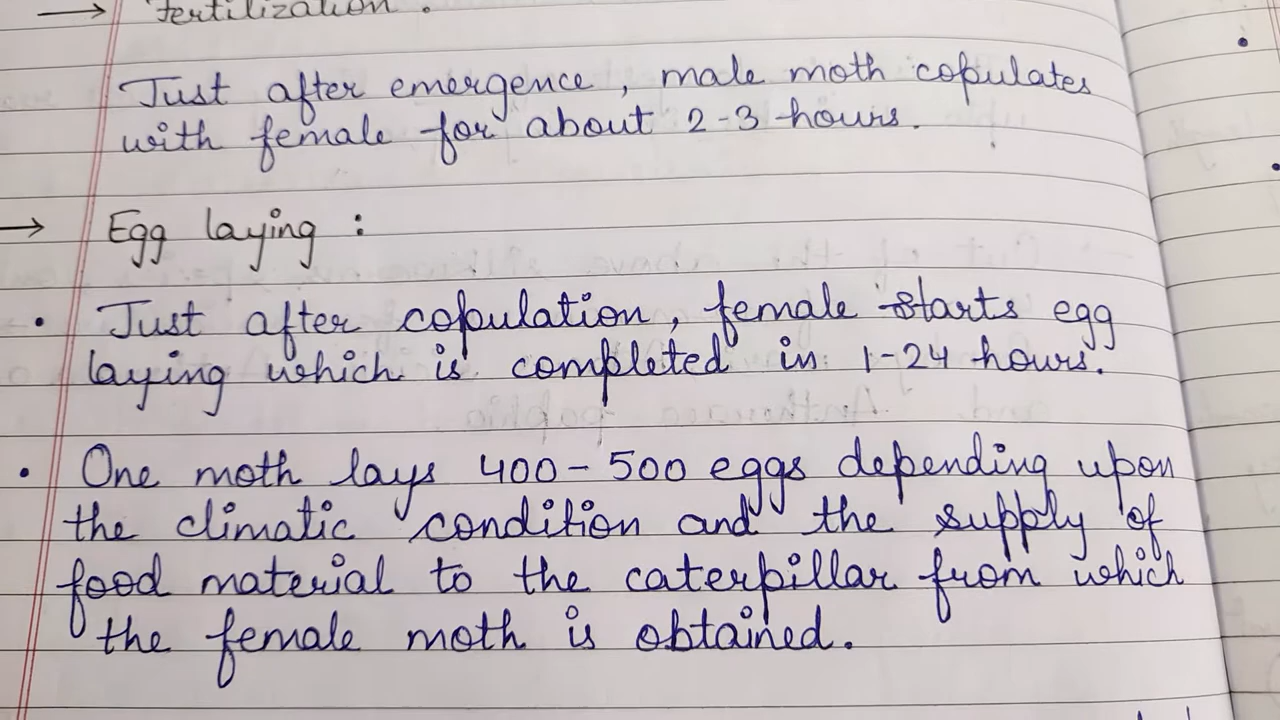 → fertilization.
Just after emergence, male moth copulates
with female for about 2-3 hours.
→ Egg laying :
• Just after copulation, female starts egg
laying which is completed in 1-24 hours.
• One moth lays 400-500 eggs depending upon
the climatic condition and the supply of
food material to the caterpillar from which
the female moth is obtained.